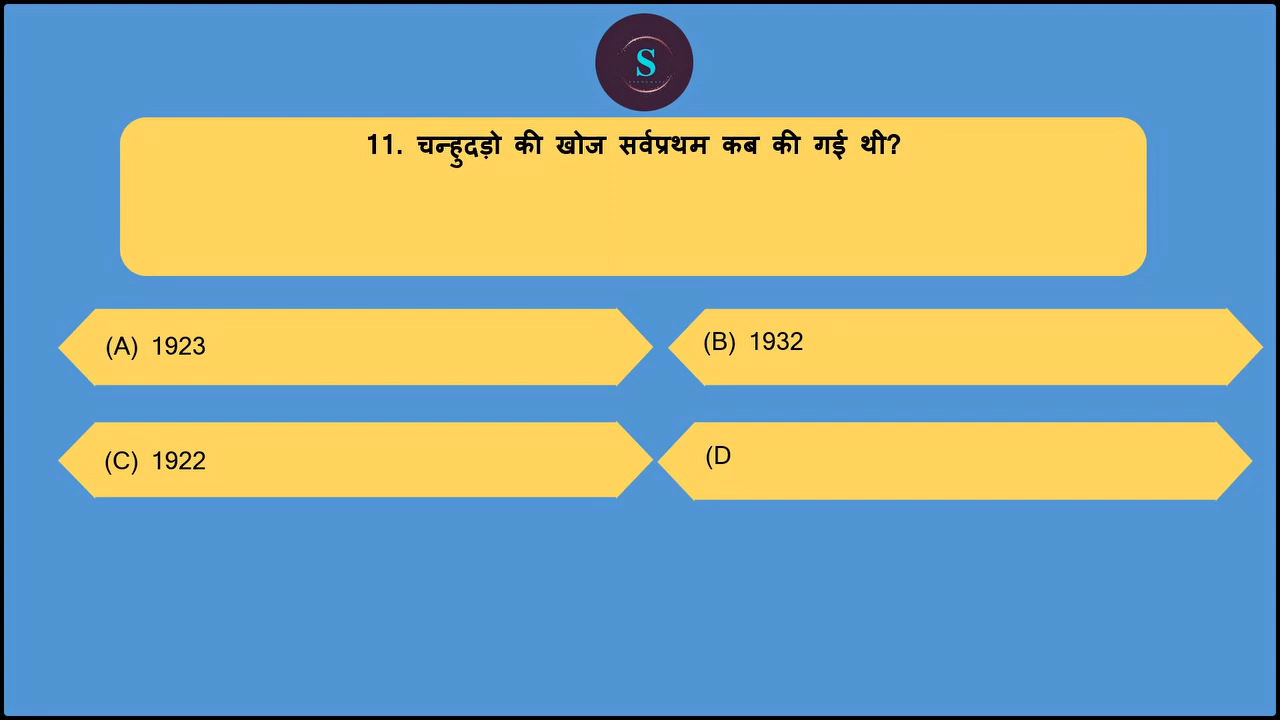 S
11. चन्हुदड़ो की खोज सर्वप्रथम कब की गई थी?
(A) 1923
(B) 1932
(C) 1922
(D